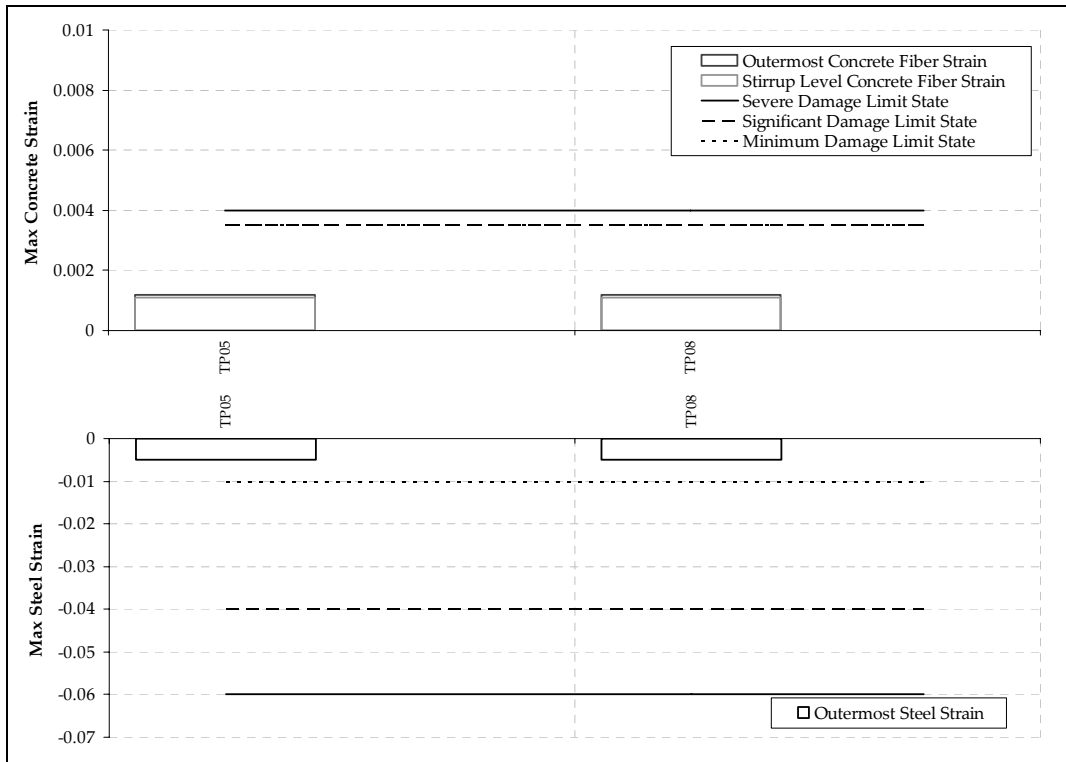 0.01
Outermost Concrete Fiber Strain
Stirrup Level Concrete Fiber Strain
Severe Damage Limit State
Significant Damage Limit State
Minimum Damage Limit State
0.008
0.006
0.004
0.002
0
Max Concrete Strain
TP05
TP08
TP05
TP08
0
-0.01
-0.02
-0.03
-0.04
-0.05
-0.06
-0.07
Max Steel Strain
Outermost Steel Strain